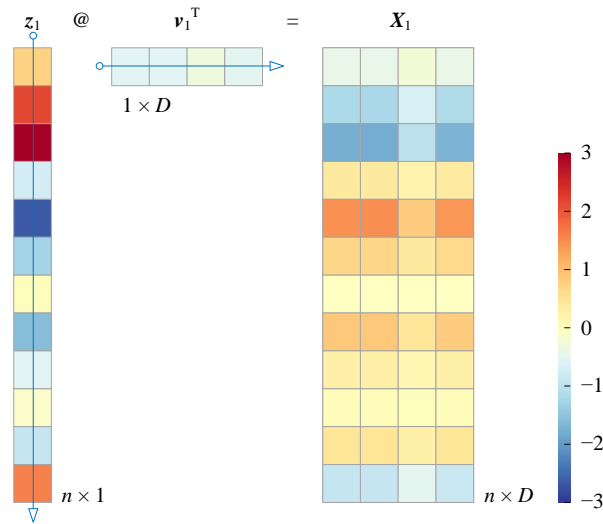 z₁ @ v₁ᵀ = X₁
1 × D
3
2
1
0
−1
−2
−3
n × 1
n × D